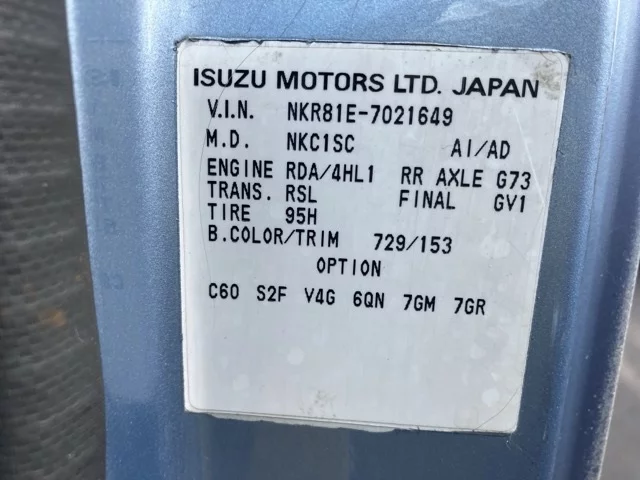 ISUZU MOTORS LTD. JAPAN
V.I.N. NKR81E-7021649
M.D. NKC1SC AI/AD
ENGINE RDA/4HL1 RR AXLE G73
TRANS. RSL FINAL GV1
TIRE 95H
B.COLOR/TRIM 729/153
OPTION
C60 S2F V4G 6QN 7GM 7GR